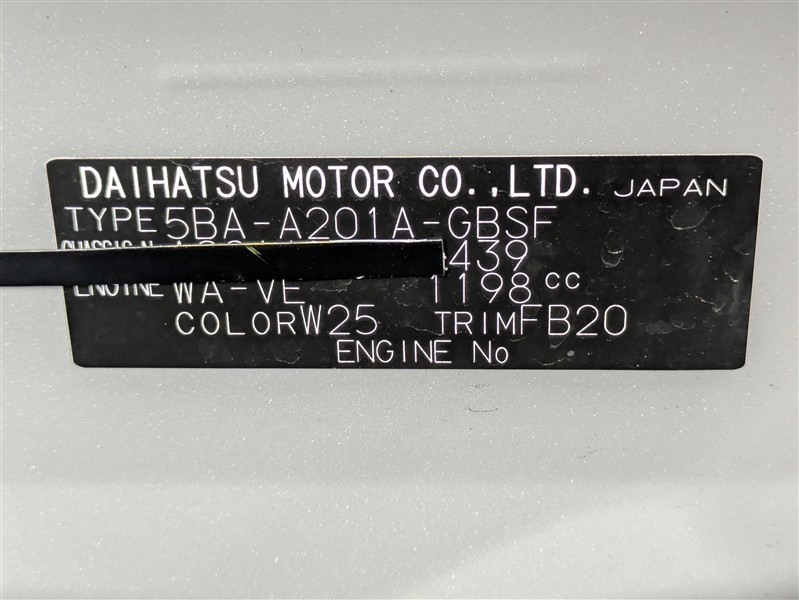 DAIHATSU MOTOR CO.,LTD. JAPAN
TYPE 5BA-A201A-GBSF
439
ENGINE WA-VE 1198cc
COLOR W25 TRIM FB20
ENGINE No